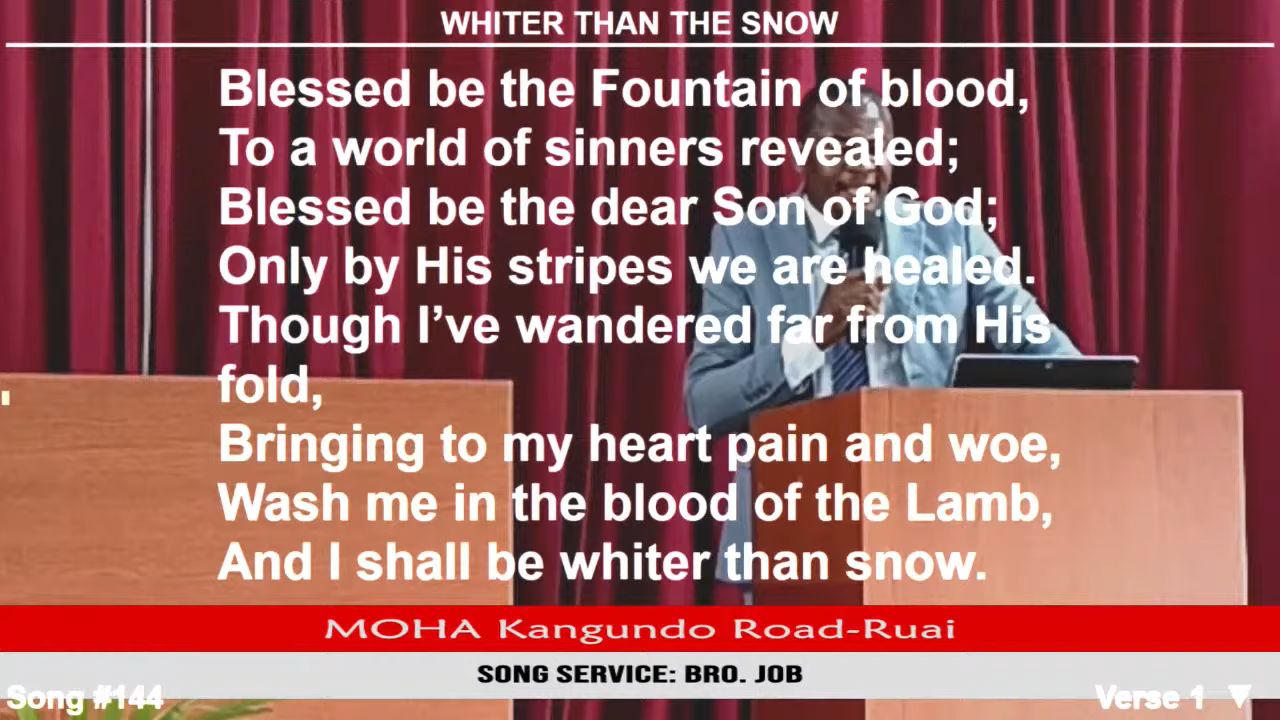 WHITER THAN THE SNOW
Blessed be the Fountain of blood,
To a world of sinners revealed;
Blessed be the dear Son of God;
Only by His stripes we are healed.
Though I’ve wandered far from His
fold,
Bringing to my heart pain and woe,
Wash me in the blood of the Lamb,
And I shall be whiter than snow.
MOHA Kangundo Road-Ruai
SONG SERVICE: BRO. JOB
Song #144
Verse 1 ▼